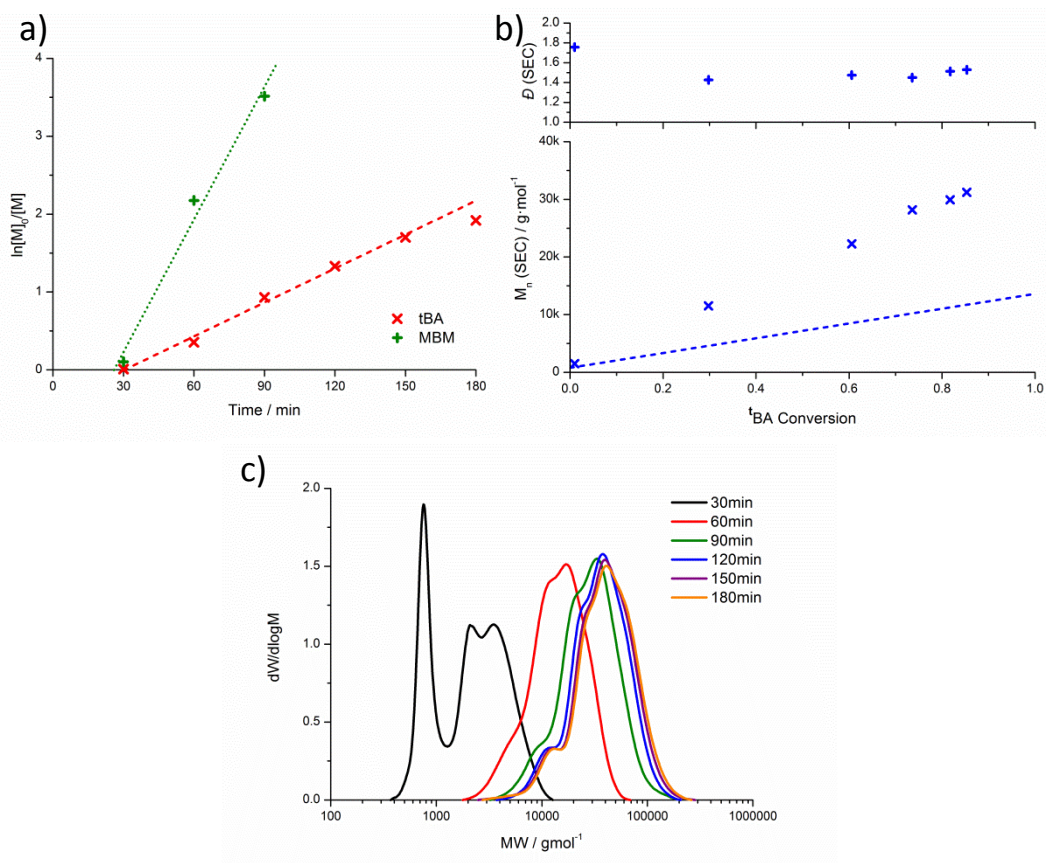 a)
4
3
2
1
0
ln[M]₀/[M]
0 30 60 90 120 150 180
Time / min
tBA
MBM
b)
2.0
1.8
1.6
1.4
1.2
1.0
Đ (SEC)
40k
30k
20k
10k
0
Mₙ (SEC) / g·mol⁻¹
0.0 0.2 0.4 0.6 0.8 1.0
ᵗBA Conversion
c)
2.0
1.5
1.0
0.5
0.0
dW/dlogM
100 1000 10000 100000 1000000
MW / gmol⁻¹
30min
60min
90min
120min
150min
180min